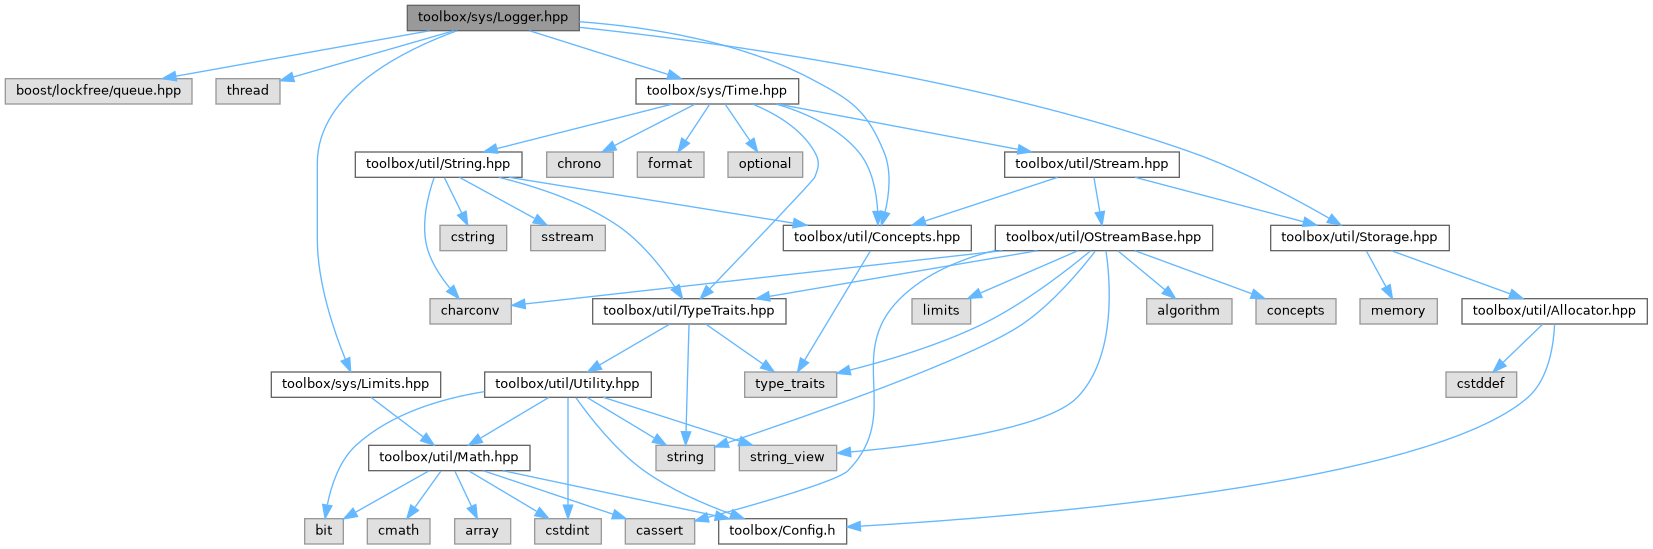 toolbox/sys/Logger.hpp
boost/lockfree/queue.hpp
thread
toolbox/sys/Time.hpp
toolbox/util/String.hpp
chrono
format
optional
toolbox/util/Stream.hpp
cstring
sstream
toolbox/util/Concepts.hpp
toolbox/util/OStreamBase.hpp
toolbox/util/Storage.hpp
charconv
toolbox/util/TypeTraits.hpp
limits
algorithm
concepts
memory
toolbox/util/Allocator.hpp
toolbox/sys/Limits.hpp
toolbox/util/Utility.hpp
type_traits
cstddef
toolbox/util/Math.hpp
string
string_view
bit
cmath
array
cstdint
cassert
toolbox/Config.h